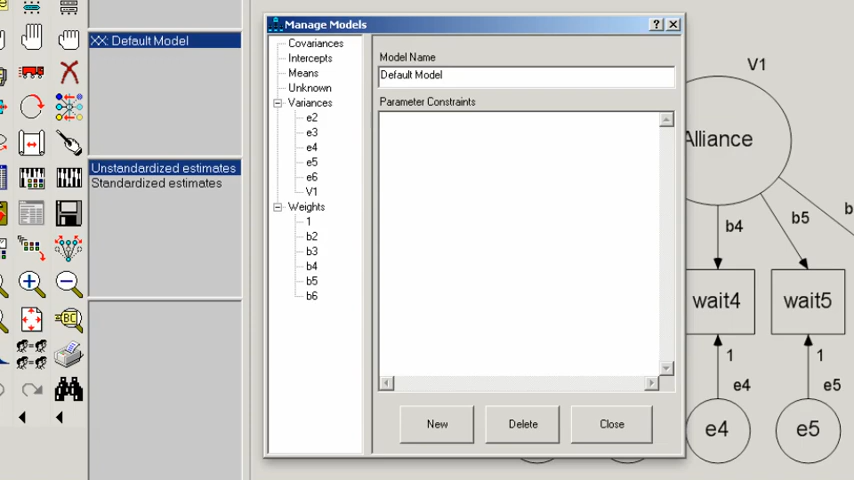 Manage Models
XX: Default Model
Unstandardized estimates
Standardized estimates
Covariances
Intercepts
Means
Unknown
Variances
e2
e3
e4
e5
e6
V1
Weights
1
b2
b3
b4
b5
b6
Model Name
Default Model
Parameter Constraints
New
Delete
Close
V1
Alliance
b4
b5
b
wait4
wait5
1
1
e4
e5
e4
e5